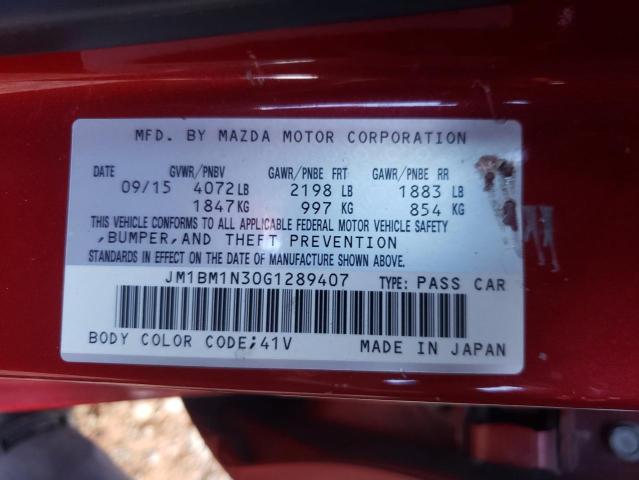 MFD. BY MAZDA MOTOR CORPORATION
DATE GVWR/PNBV GAWR/PNBE FRT GAWR/PNBE RR
09/15 4072LB 2198 LB 1883 LB
1847KG 997 KG 854 KG
THIS VEHICLE CONFORMS TO ALL APPLICABLE FEDERAL MOTOR VEHICLE SAFETY
,BUMPER,AND THEFT PREVENTION
STANDARDS IN EFFECT ON THE DATE OF MANUFACTURE SHOWN ABOVE.
JM1BM1N30G1289407 TYPE: PASS CAR
BODY COLOR CODE;41V MADE IN JAPAN